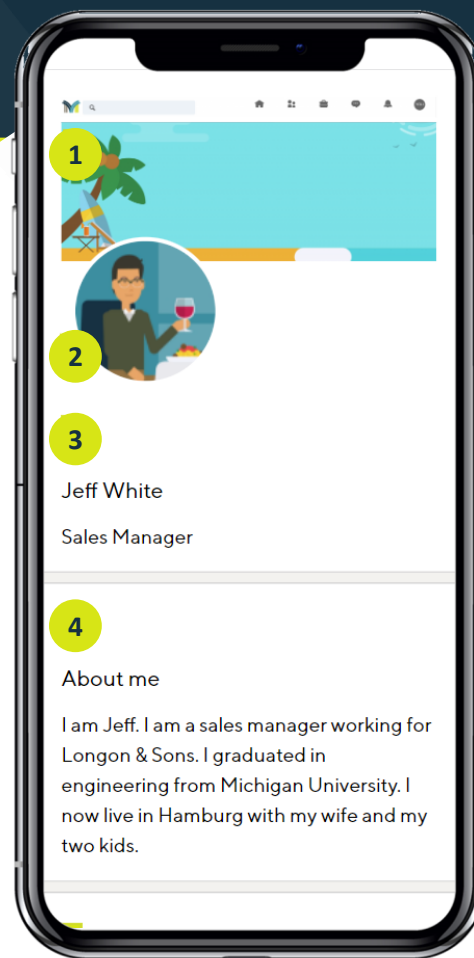 1
2
3
Jeff White
Sales Manager
4
About me
I am Jeff. I am a sales manager working for
Longon & Sons. I graduated in
engineering from Michigan University. I
now live in Hamburg with my wife and my
two kids.